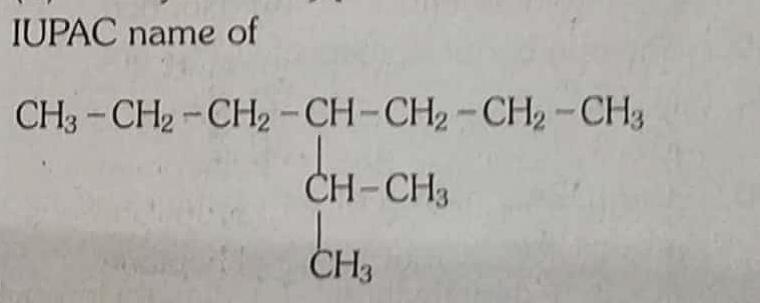 IUPAC name of
CH₃ – CH₂ – CH₂ – CH – CH₂ – CH₂ – CH₃
CH – CH₃
CH₃